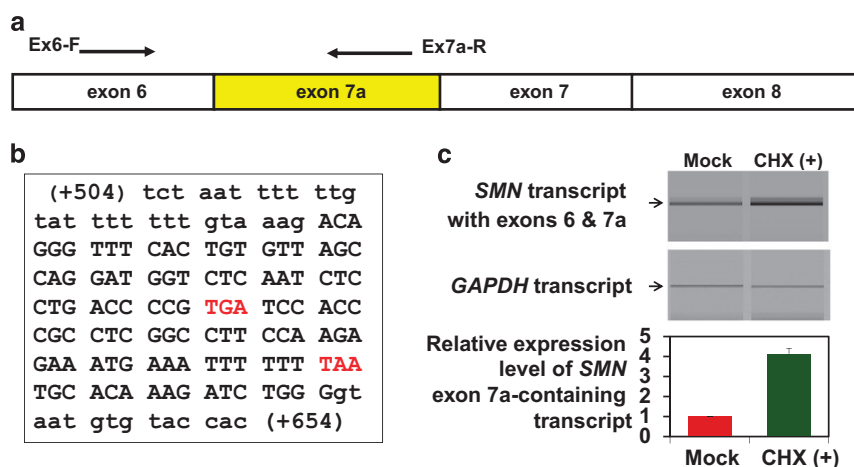 a
Ex6-F
Ex7a-R
exon 6 exon 7a exon 7 exon 8
b
(+504) tct aat ttt ttg
tat ttt ttt gta aag ACA
GGG TTT CAC TGT GTT AGC
CAG GAT GGT CTC AAT CTC
CTG ACC CCG TGA TCC ACC
CGC CTC GGC CTT CCA AGA
GAA ATG AAA TTT TTT TAA
TGC ACA AAG ATC TGG Ggt
aat gtg tac cac (+654)
c
Mock CHX (+)
SMN transcript
with exons 6 & 7a
GAPDH transcript
Relative expression
level of SMN
exon 7a-containing
transcript
5
4
3
2
1
0
Mock CHX (+)